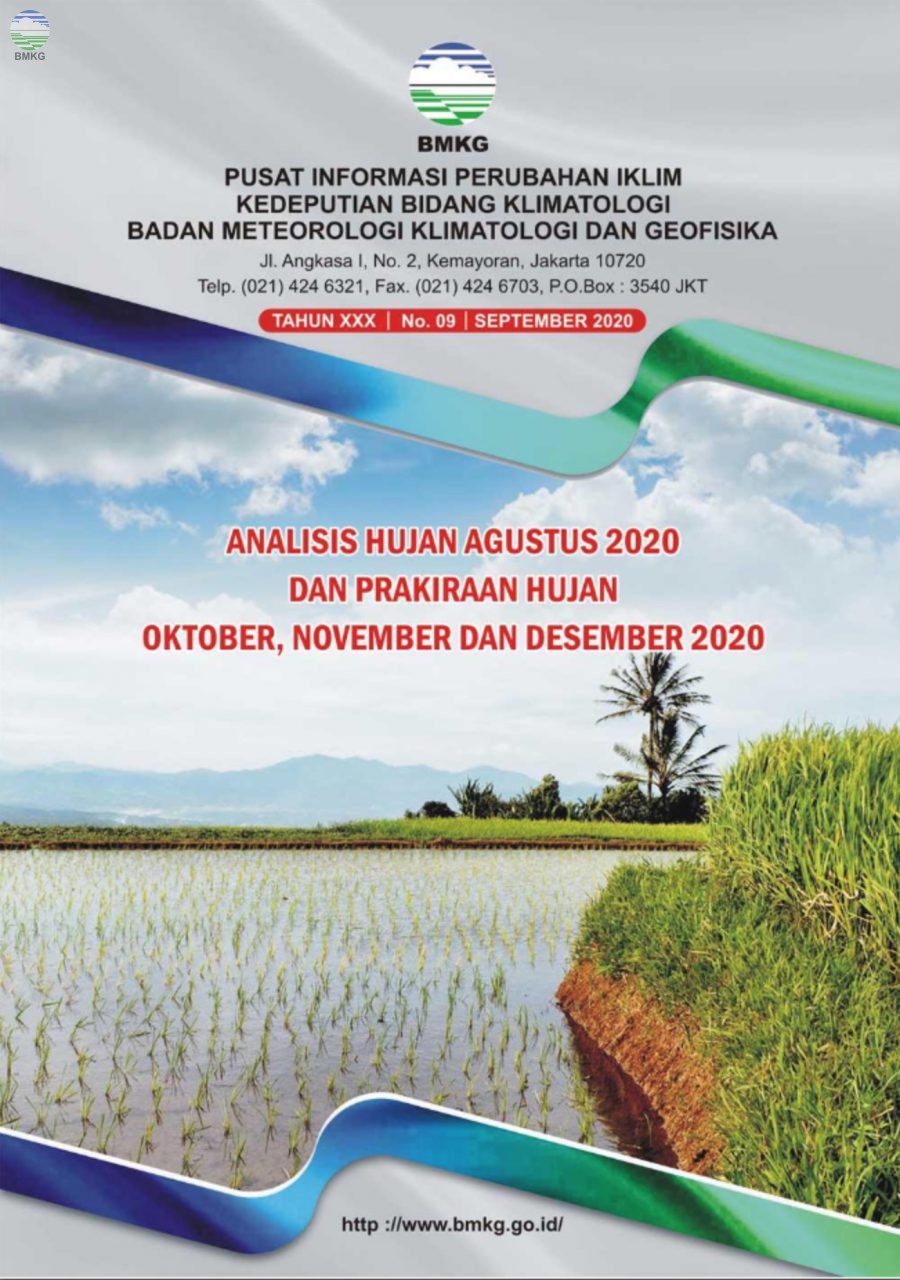 BMKG
BMKG
PUSAT INFORMASI PERUBAHAN IKLIM
KEDEPUTIAN BIDANG KLIMATOLOGI
BADAN METEOROLOGI KLIMATOLOGI DAN GEOFISIKA
Jl. Angkasa I, No. 2, Kemayoran, Jakarta 10720
Telp. (021) 424 6321, Fax. (021) 424 6703, P.O.Box : 3540 JKT
TAHUN XXX | No. 09 | SEPTEMBER 2020
ANALISIS HUJAN AGUSTUS 2020
DAN PRAKIRAAN HUJAN
OKTOBER, NOVEMBER DAN DESEMBER 2020
http ://www.bmkg.go.id/